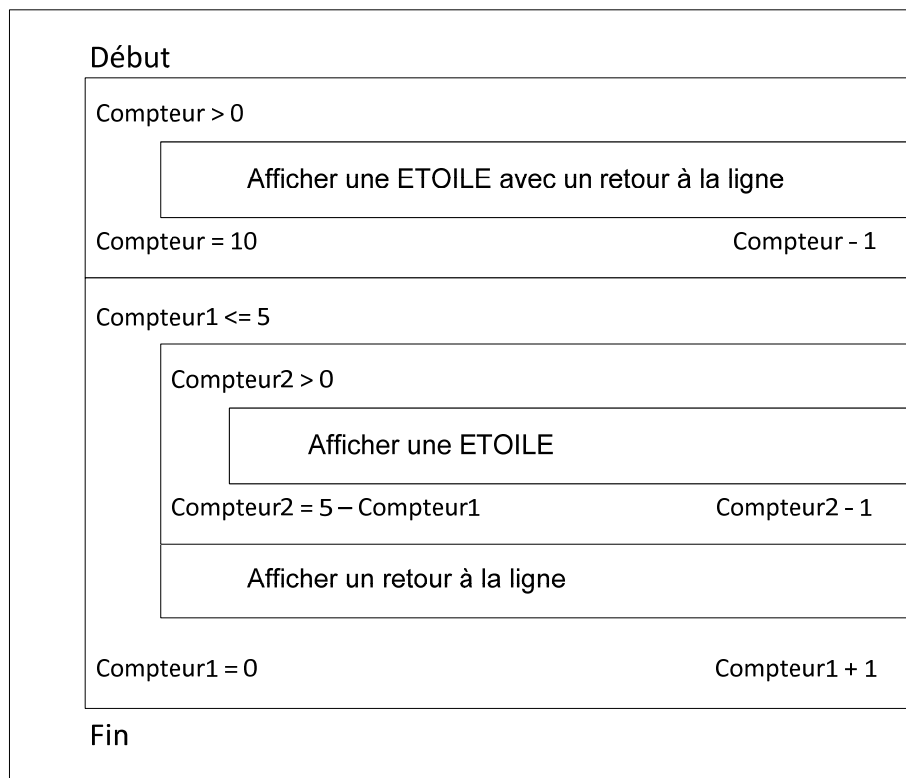 Début
Compteur > 0
Afficher une ETOILE avec un retour à la ligne
Compteur = 10 Compteur - 1
Compteur1 <= 5
Compteur2 > 0
Afficher une ETOILE
Compteur2 = 5 – Compteur1 Compteur2 - 1
Afficher un retour à la ligne
Compteur1 = 0 Compteur1 + 1
Fin